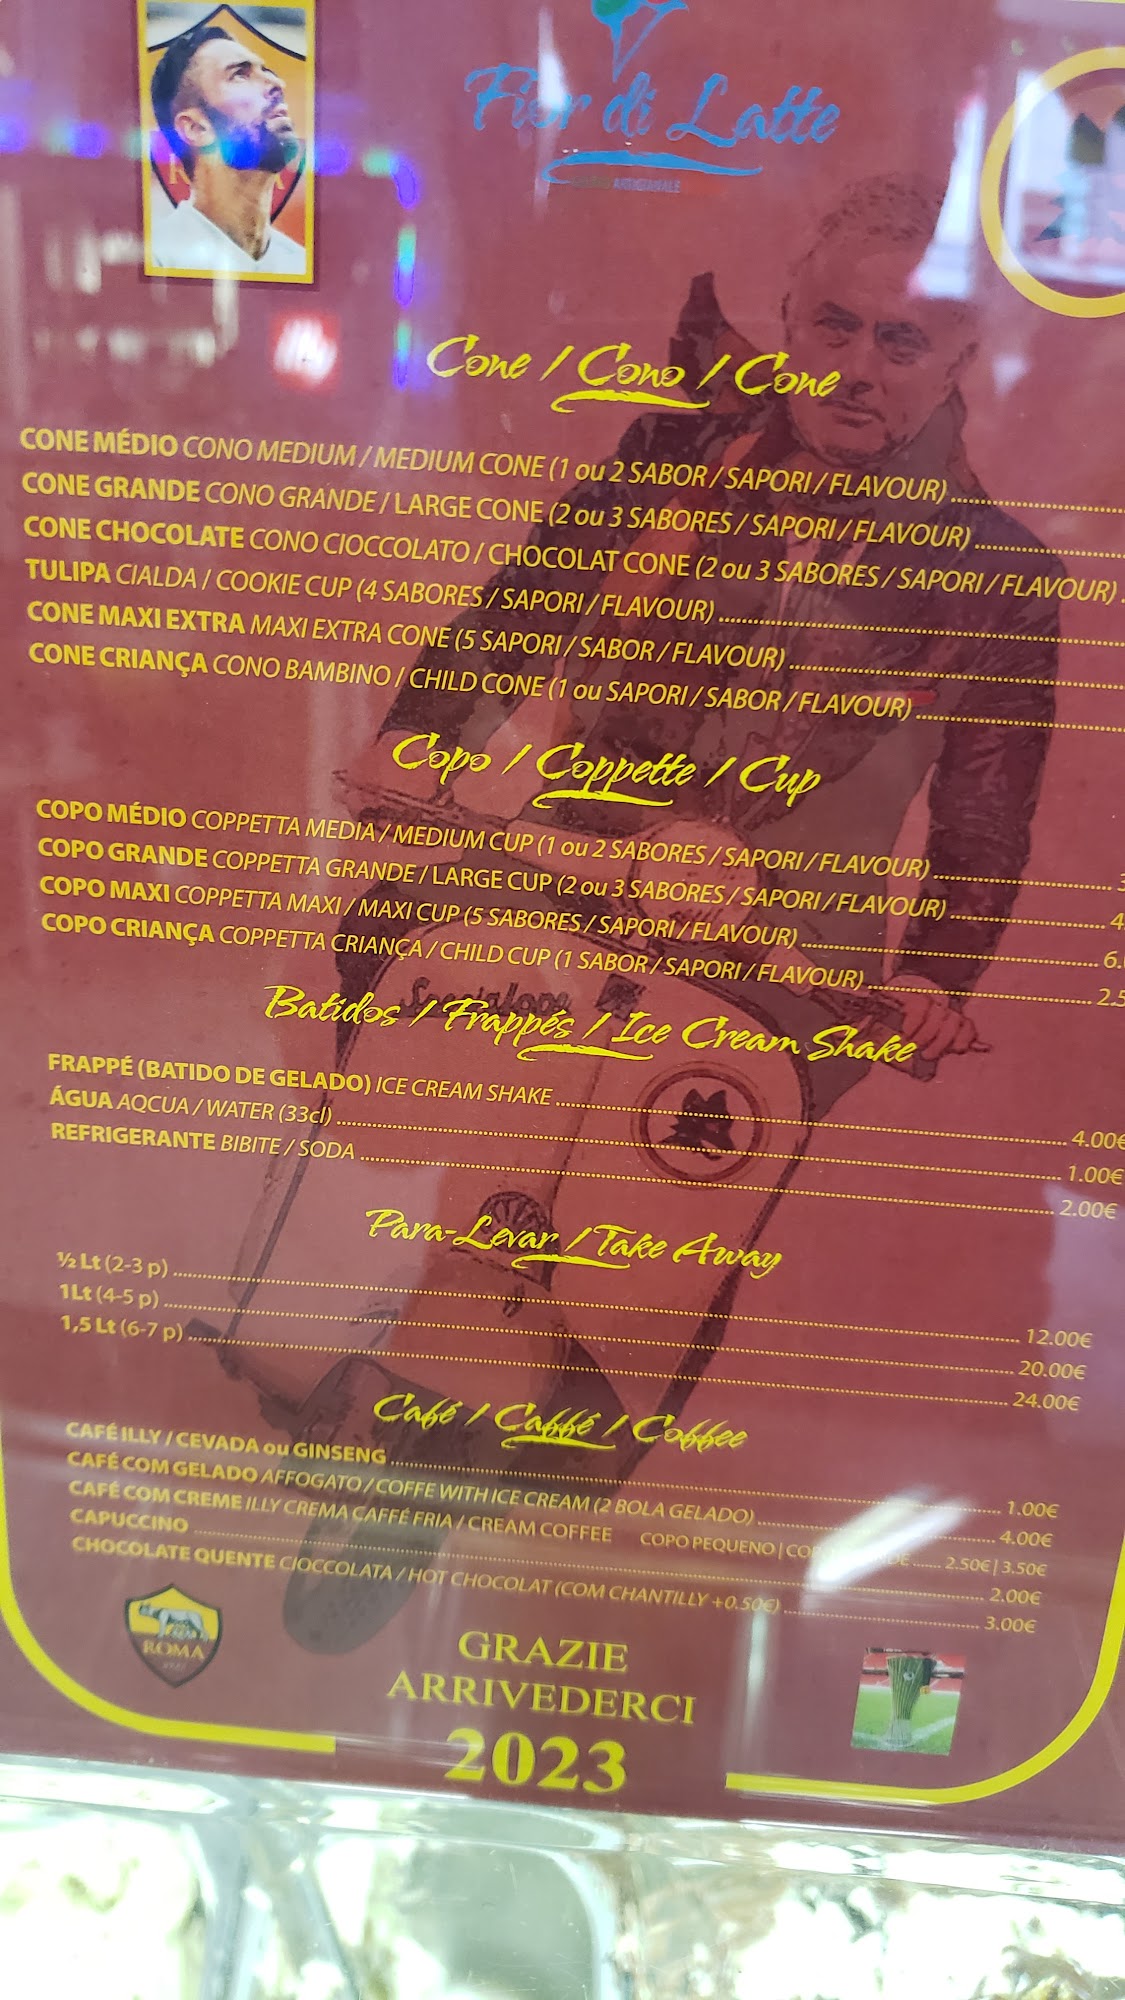 Fior di Latte
ARTIGIANALE
illy
Cone / Cono / Cone
CONE MÉDIO CONO MEDIUM / MEDIUM CONE (1 ou 2 SABOR / SAPORI / FLAVOUR)
CONE GRANDE CONO GRANDE / LARGE CONE (2 ou 3 SABORES / SAPORI / FLAVOUR)
CONE CHOCOLATE CONO CIOCCOLATO / CHOCOLAT CONE (2 ou 3 SABORES / SAPORI / FLAVOUR)
TULIPA CIALDA / COOKIE CUP (4 SABORES / SAPORI / FLAVOUR)
CONE MAXI EXTRA MAXI EXTRA CONE (5 SAPORI / SABOR / FLAVOUR)
CONE CRIANÇA CONO BAMBINO / CHILD CONE (1 ou SAPORI / SABOR / FLAVOUR)
Copo / Coppette / Cup
COPO MÉDIO COPPETTA MEDIA / MEDIUM CUP (1 ou 2 SABORES / SAPORI / FLAVOUR)
COPO GRANDE COPPETTA GRANDE / LARGE CUP (2 ou 3 SABORES / SAPORI / FLAVOUR)
COPO MAXI COPPETTA MAXI / MAXI CUP (5 SABORES / SAPORI / FLAVOUR)
COPO CRIANÇA COPPETTA CRIANÇA / CHILD CUP (1 SABOR / SAPORI / FLAVOUR)
Batidos / Frappés / Ice Cream Shake
FRAPPÉ (BATIDO DE GELADO) ICE CREAM SHAKE 4.00€
ÁGUA AQCUA / WATER (33cl) 1.00€
REFRIGERANTE BIBITE / SODA 2.00€
Para-Levar / Take Away
½ Lt (2-3 p) 12.00€
1Lt (4-5 p) 20.00€
1,5 Lt (6-7 p) 24.00€
Café / Caffé / Coffee
CAFÉ ILLY / CEVADA ou GINSENG 1.00€
CAFÉ COM GELADO AFFOGATO / COFFE WITH ICE CREAM (2 BOLA GELADO) 4.00€
CAFÉ COM CREME ILLY CREMA CAFFÉ FRIA / CREAM COFFEE COPO PEQUENO | 2.50€ | 3.50€
CAPUCCINO 2.00€
CHOCOLATE QUENTE CIOCCOLATA / HOT CHOCOLAT (COM CHANTILLY +0.50€) 3.00€
ROMA
GRAZIE
ARRIVEDERCI
2023